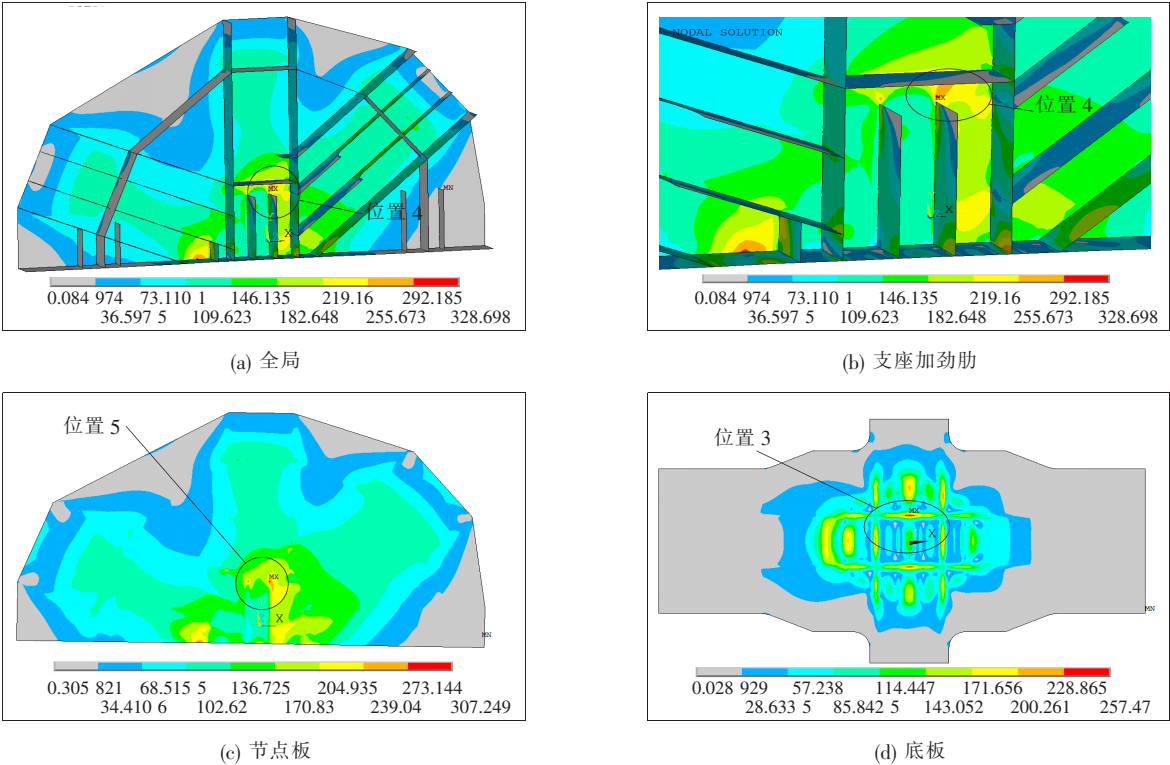 MX
MN
位置 4
X
0.084 974 73.110 1 146.135 219.16 292.185
36.597 5 109.623 182.648 255.673 328.698
(a) 全局
NODAL SOLUTION
MX
位置 4
Y
X
0.084 974 73.110 1 146.135 219.16 292.185
36.597 5 109.623 182.648 255.673 328.698
(b) 支座加劲肋
位置 5
MX
X
MN
0.305 821 68.515 5 136.725 204.935 273.144
34.410 6 102.62 170.83 239.04 307.249
(c) 节点板
位置 3
MX
X
MN
0.028 929 57.238 114.447 171.656 228.865
28.633 5 85.842 5 143.052 200.261 257.47
(d) 底板